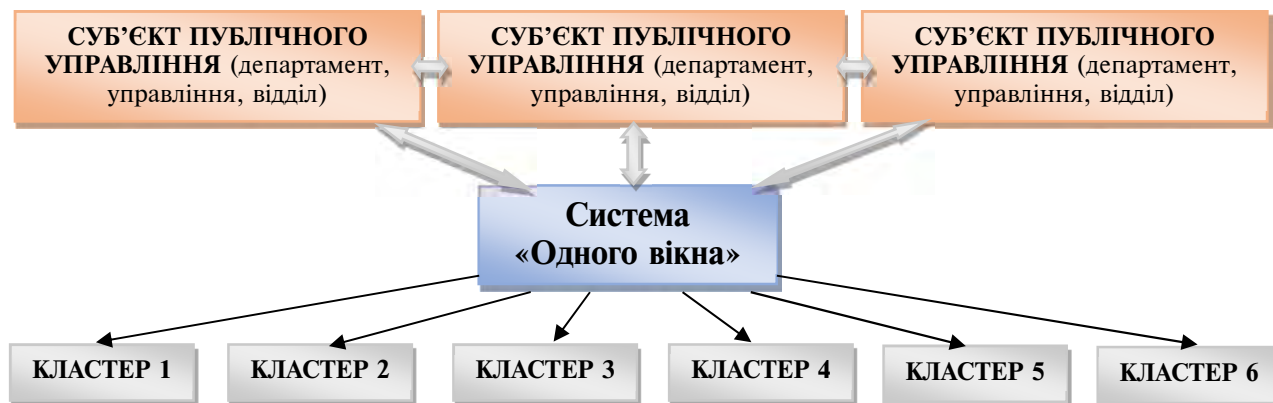 СУБ’ЄКТ ПУБЛІЧНОГО
УПРАВЛІННЯ (департамент,
управління, відділ)
СУБ’ЄКТ ПУБЛІЧНОГО
УПРАВЛІННЯ (департамент,
управління, відділ)
СУБ’ЄКТ ПУБЛІЧНОГО
УПРАВЛІННЯ (департамент,
управління, відділ)
Система
«Одного вікна»
КЛАСТЕР 1
КЛАСТЕР 2
КЛАСТЕР 3
КЛАСТЕР 4
КЛАСТЕР 5
КЛАСТЕР 6